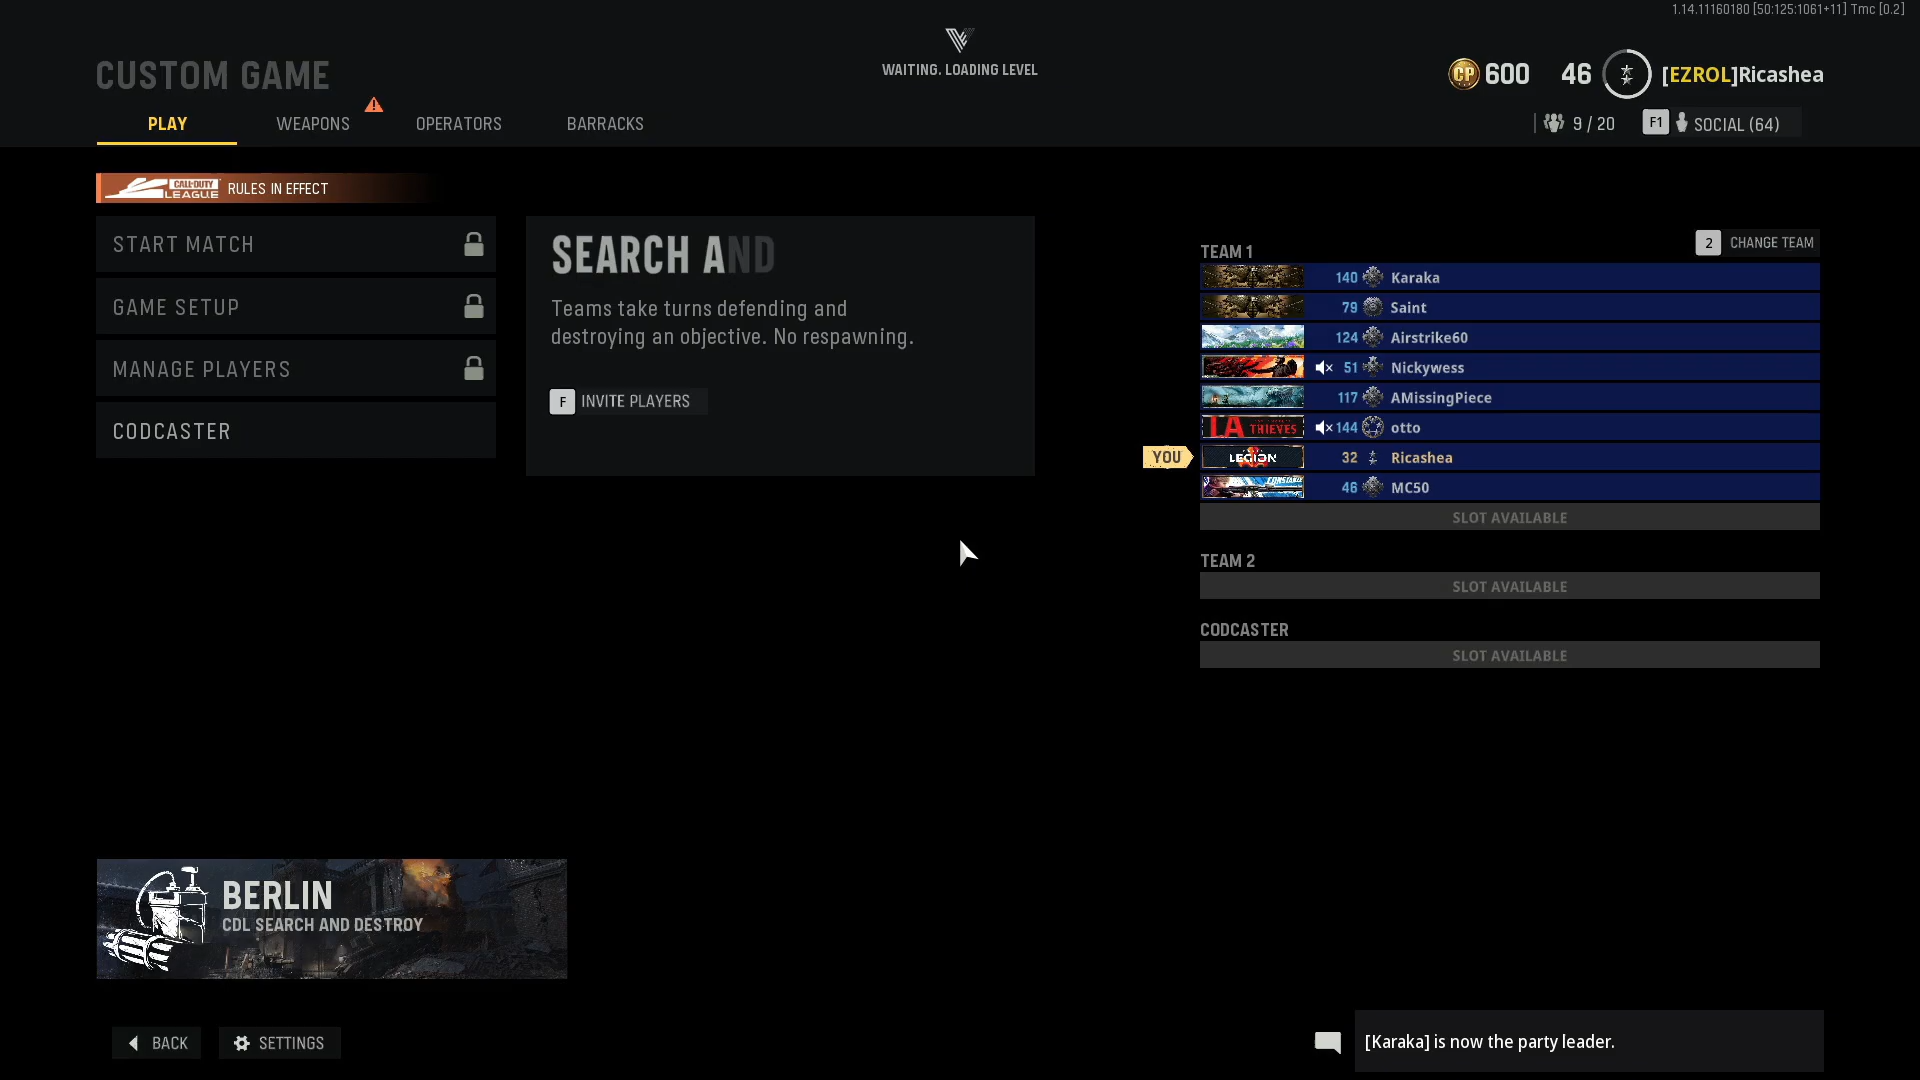 1.14.11160180 [50:125:1061+11] Tmc [0.2]
CUSTOM GAME
WAITING. LOADING LEVEL
CP 600 46 [EZROL]Ricashea
PLAY WEAPONS OPERATORS BARRACKS
9 / 20 F1 SOCIAL (64)
CALL OF DUTY LEAGUE RULES IN EFFECT
START MATCH
GAME SETUP
MANAGE PLAYERS
CODCASTER
SEARCH AND
Teams take turns defending and
destroying an objective. No respawning.
F INVITE PLAYERS
TEAM 1 2 CHANGE TEAM
140 Karaka
79 Saint
124 Airstrike60
51 Nickywess
117 AMissingPiece
LA THIEVES 144 otto
YOU LEGION 32 Ricashea
46 MC50
SLOT AVAILABLE
TEAM 2
SLOT AVAILABLE
CODCASTER
SLOT AVAILABLE
BERLIN
CDL SEARCH AND DESTROY
BACK SETTINGS
[Karaka] is now the party leader.